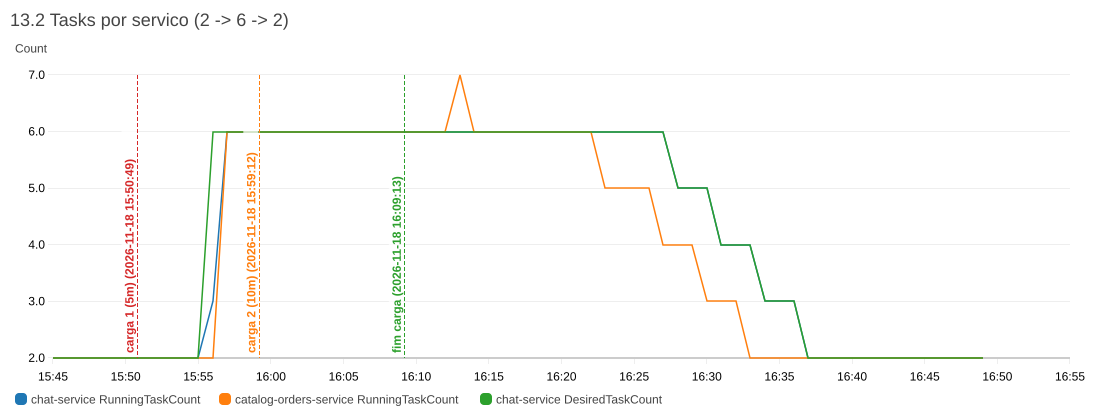 13.2 Tasks por servico (2 -> 6 -> 2)
Count
7.0
6.0
5.0
4.0
3.0
2.0
carga 1 (5m) (2026-11-18 15:50:49)
carga 2 (10m) (2026-11-18 15:59:12)
fim carga (2026-11-18 16:09:13)
15:45 15:50 15:55 16:00 16:05 16:10 16:15 16:20 16:25 16:30 16:35 16:40 16:45 16:50 16:55
chat-service RunningTaskCount catalog-orders-service RunningTaskCount chat-service DesiredTaskCount